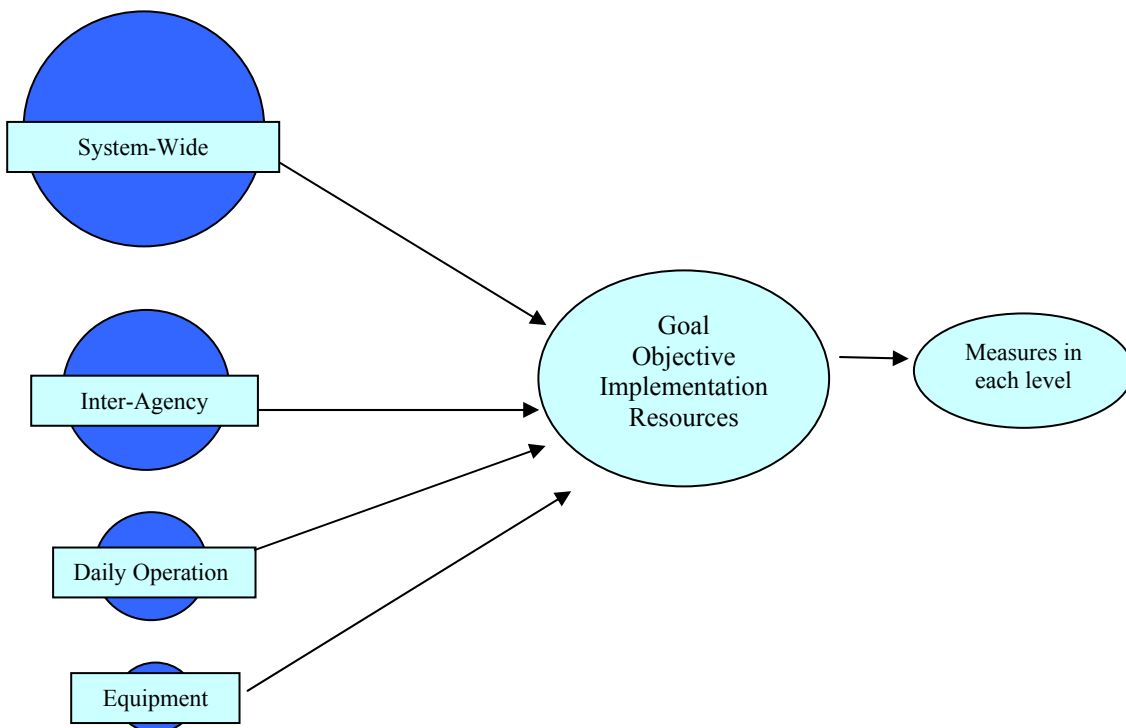 System-Wide
Inter-Agency
Daily Operation
Equipment
Goal
Objective
Implementation
Resources
Measures in
each level